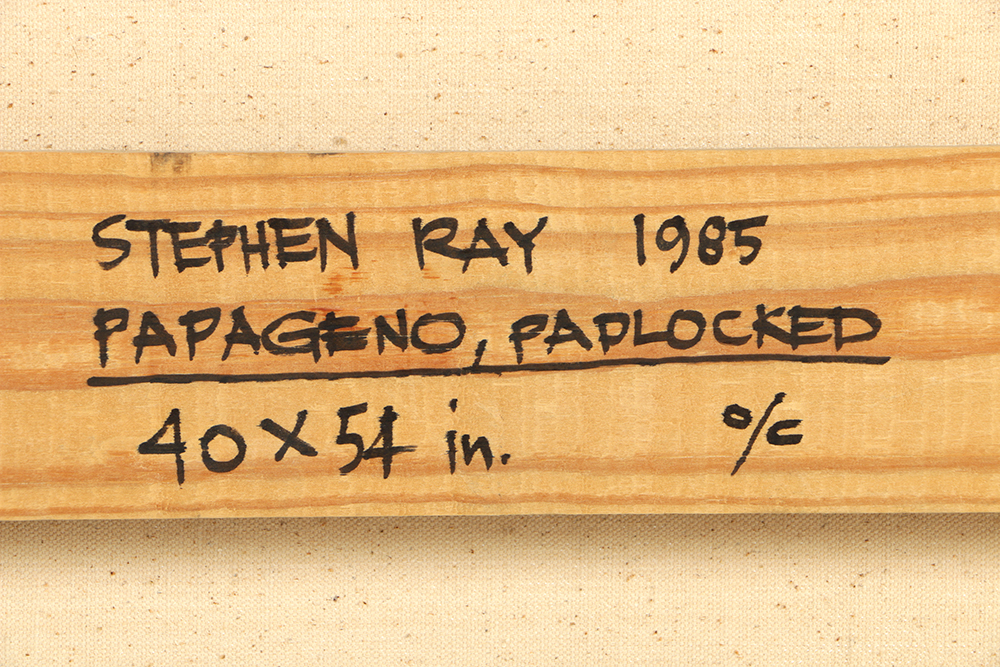 STEPHEN RAY 1985
PAPAGENO, PADLOCKED
40 X 54 in. o/c